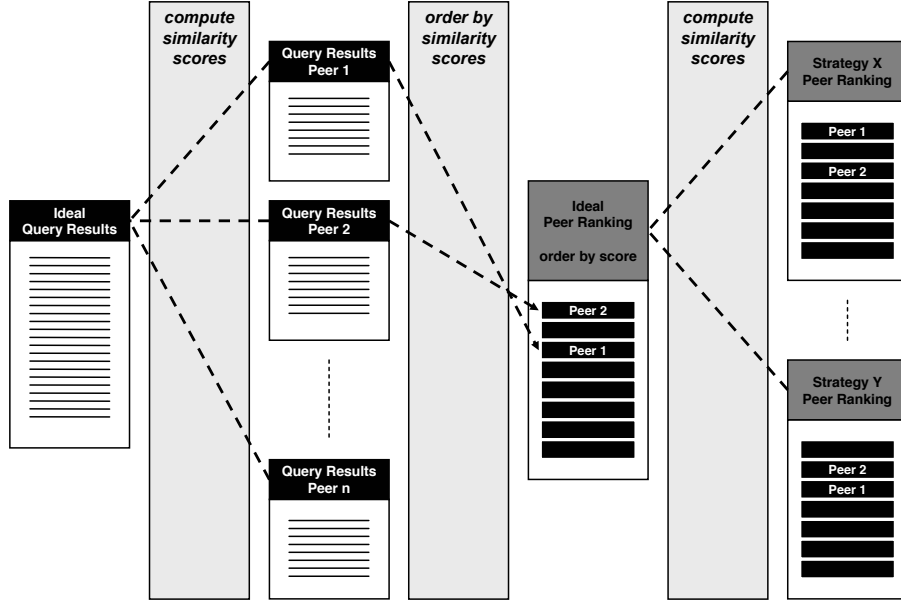 compute
similarity
scores
order by
similarity
scores
compute
similarity
scores
Ideal
Query Results
Query Results
Peer 1
Query Results
Peer 2
Query Results
Peer n
Ideal
Peer Ranking
order by score
Peer 2
Peer 1
Strategy X
Peer Ranking
Peer 1
Peer 2
Strategy Y
Peer Ranking
Peer 2
Peer 1